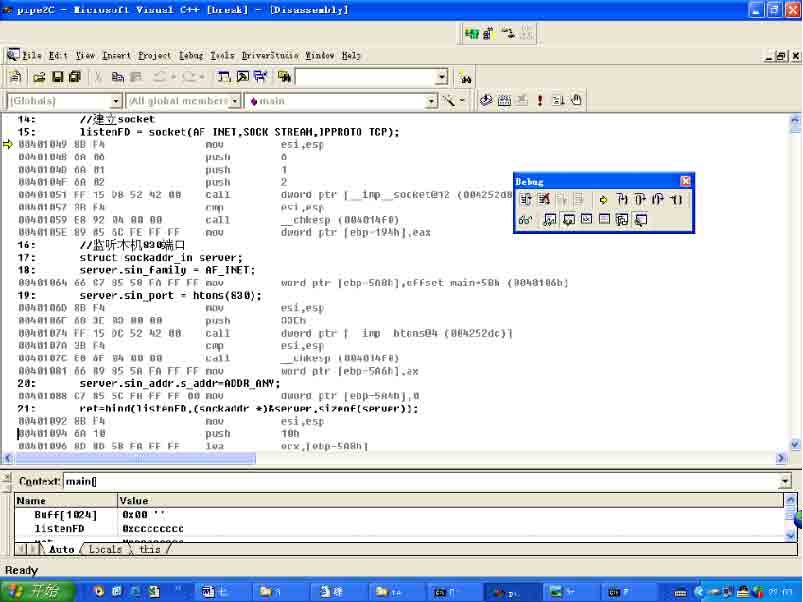 pipe2C - Microsoft Visual C++ [break] - [Disassembly]
File Edit View Insert Project Debug Tools DriverStudio Window Help
(Globals) (All global members main
14: //建立socket
15: listenFD = socket(AF_INET,SOCK_STREAM,IPPROTO_TCP);
00401049 8B F4 mov esi,esp
0040104B 6A 06 push 6
0040104D 6A 01 push 1
0040104F 6A 02 push 2
00401051 FF 15 D8 52 42 00 call dword ptr [__imp__socket@12 (004252d8
00401057 3B F4 cmp esi,esp
00401059 E8 92 04 00 00 call __chkesp (004014f0)
0040105E 89 85 6C FE FF FF mov dword ptr [ebp-194h],eax
16: //监听本机830端口
17: struct sockaddr_in server;
18: server.sin_family = AF_INET;
00401064 66 C7 85 58 FA FF FF mov word ptr [ebp-5A8h],offset main+5Bh (0040106b)
19: server.sin_port = htons(830);
0040106D 8B F4 mov esi,esp
0040106F 68 3E 03 00 00 push 33Eh
00401074 FF 15 DC 52 42 00 call dword ptr [__imp__htons@4 (004252dc)]
0040107A 3B F4 cmp esi,esp
0040107C E8 6F 04 00 00 call __chkesp (004014f0)
00401081 66 89 85 5A FA FF FF mov word ptr [ebp-5A6h],ax
20: server.sin_addr.s_addr=ADDR_ANY;
00401088 C7 85 5C FA FF FF 00 mov dword ptr [ebp-5A4h],0
21: ret=bind(listenFD,(sockaddr *)&server,sizeof(server));
00401092 8B F4 mov esi,esp
00401094 6A 10 push 10h
00401096 8D 8D 58 FA FF FF lea ecx,[ebp-5A8h]
Debug
Context: main()
Name Value
Buff[1024] 0x00 ''
listenFD 0xcccccccc
Auto Locals this
Ready
开始